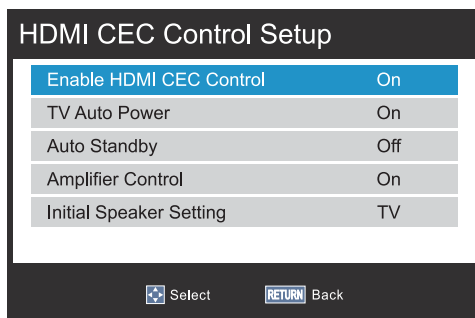 HDMI CEC Control Setup
Enable HDMI CEC Control On
TV Auto Power On
Auto Standby Off
Amplifier Control On
Initial Speaker Setting TV
Select RETURN Back